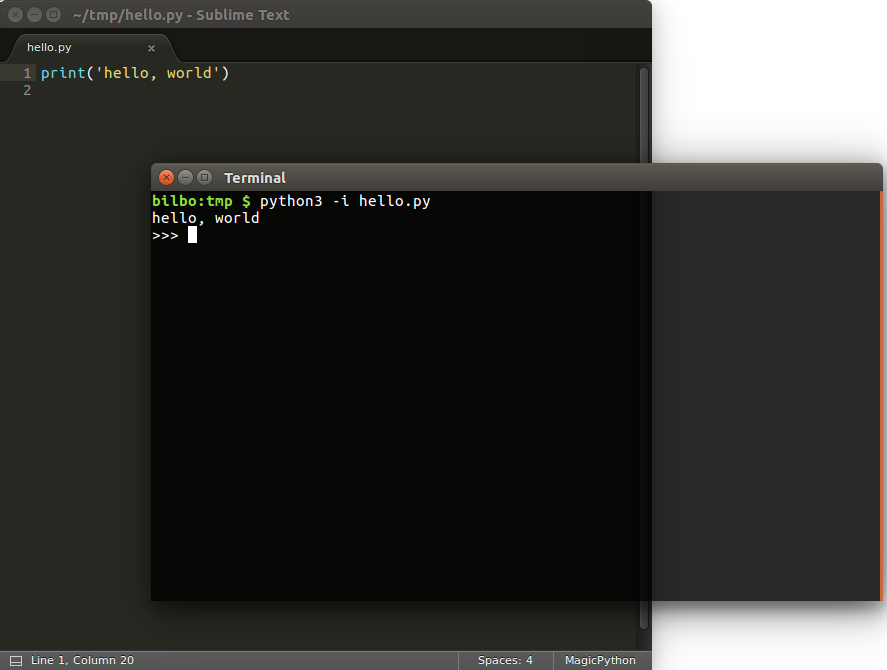 ~/tmp/hello.py - Sublime Text
hello.py
1 print('hello, world')
2
Terminal
bilbo:tmp $ python3 -i hello.py
hello, world
>>>
Line 1, Column 20 Spaces: 4 MagicPython